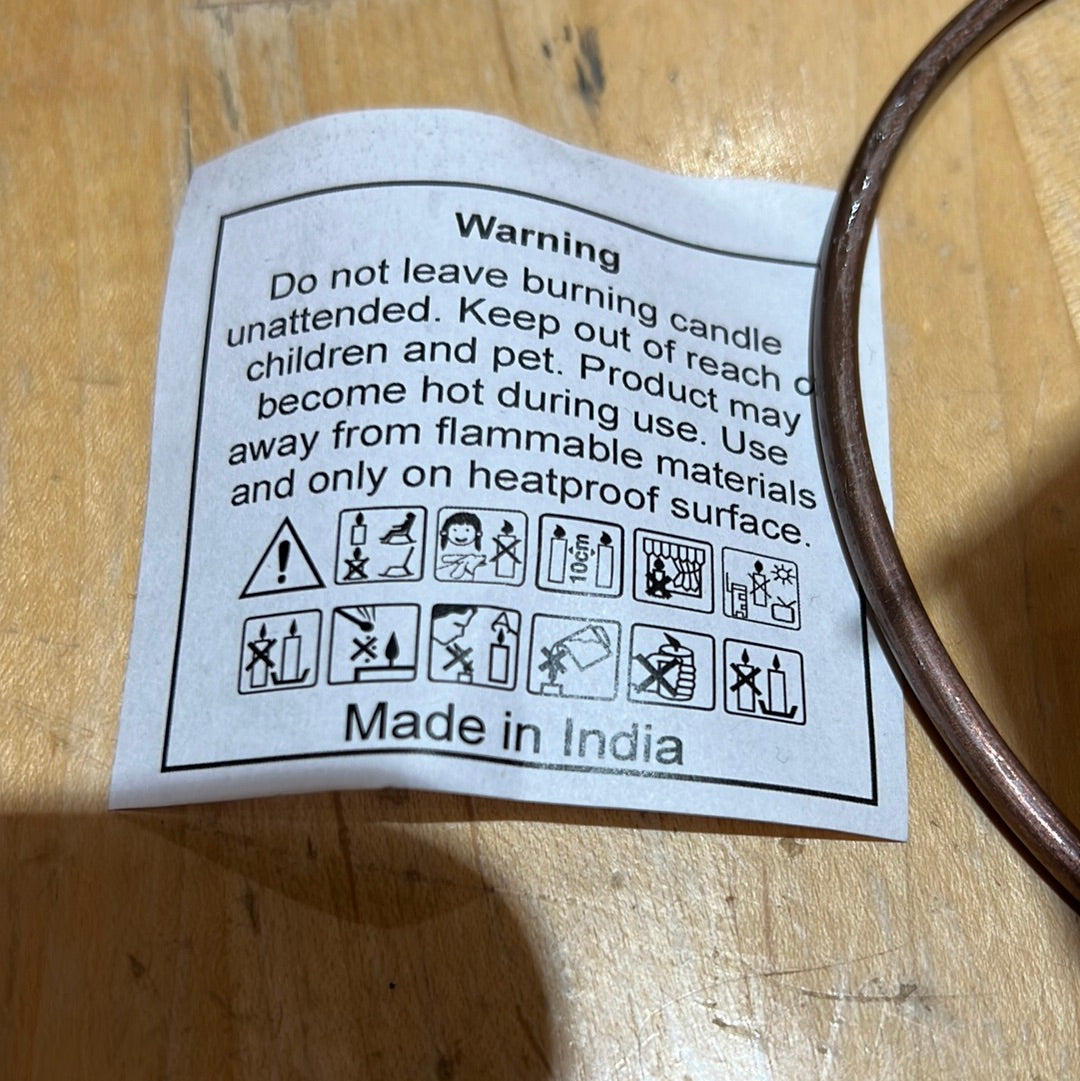 Warning
Do not leave burning candle
unattended. Keep out of reach o
children and pet. Product may
become hot during use. Use
away from flammable materials
and only on heatproof surface.
10cm
Made in India